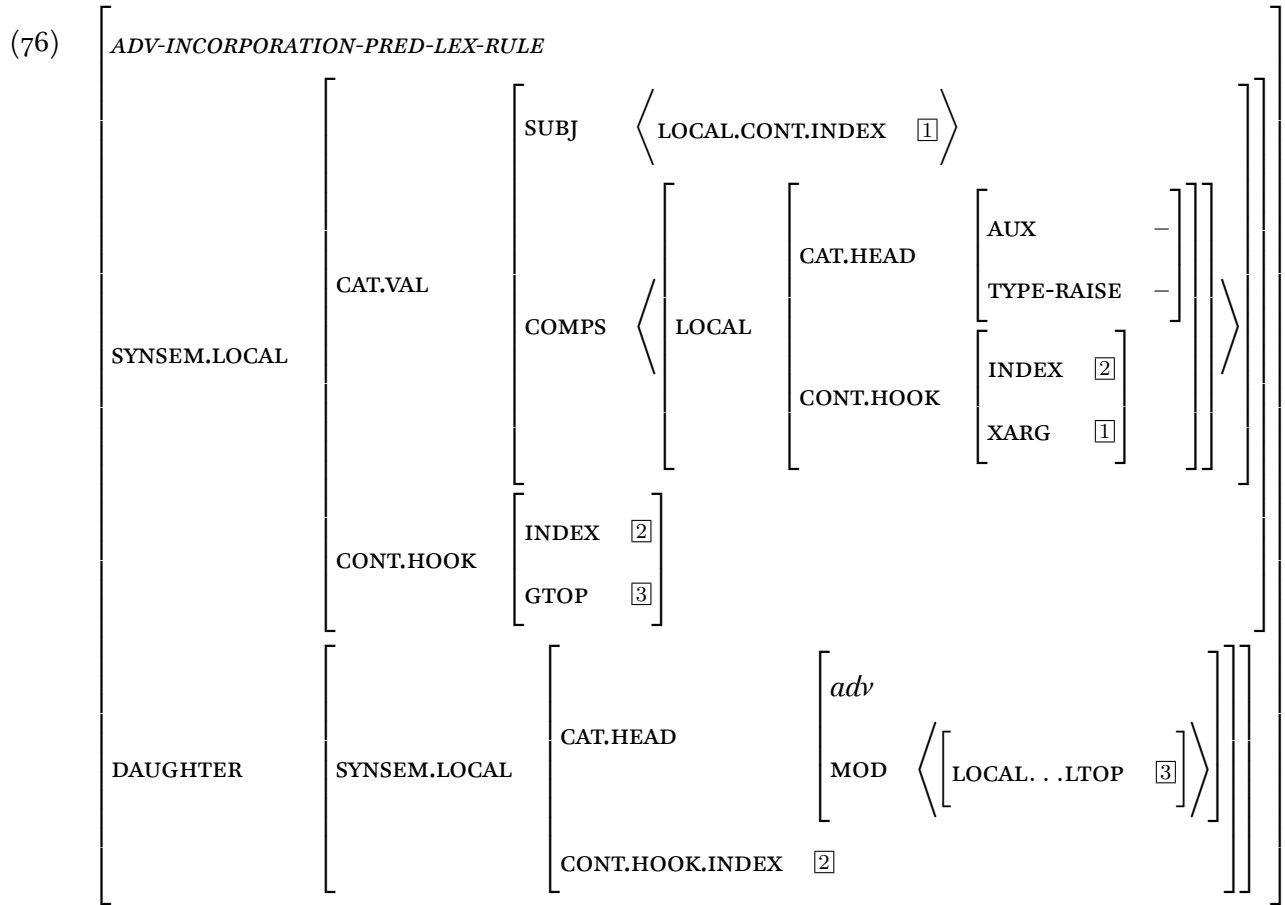 (76) ADV-INCORPORATION-PRED-LEX-RULE
SUBJ ⟨LOCAL.CONT.INDEX 1⟩
AUX –
CAT.HEAD
TYPE-RAISE –
CAT.VAL
COMPS ⟨LOCAL
SYNSEM.LOCAL
INDEX 2
CONT.HOOK
XARG 1 ⟩
INDEX 2
CONT.HOOK
GTOP 3
adv
CAT.HEAD
DAUGHTER SYNSEM.LOCAL MOD ⟨[LOCAL. . .LTOP 3]⟩
CONT.HOOK.INDEX 2